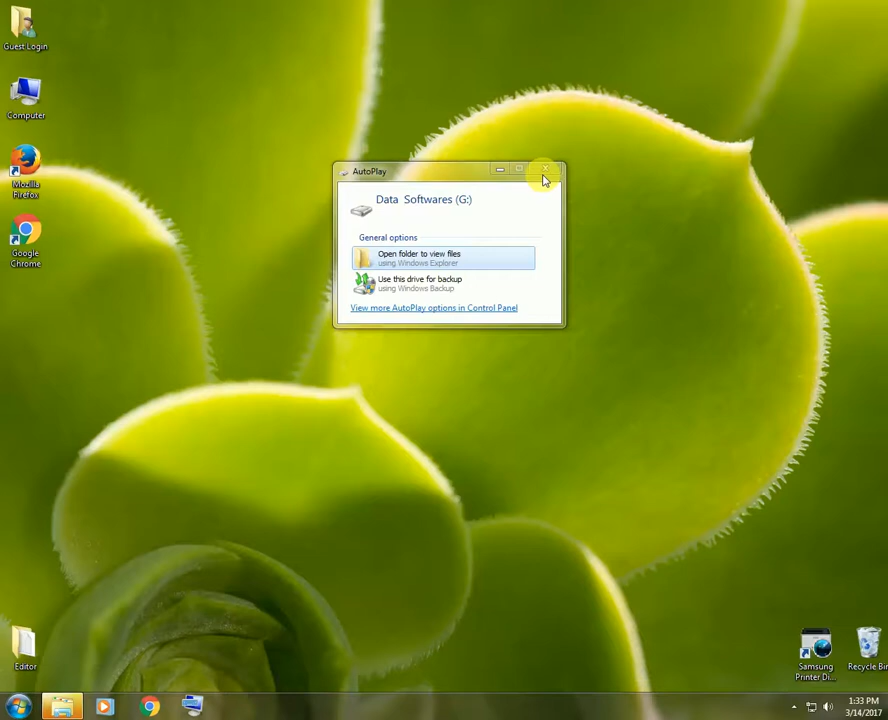 Guest Login
Computer
Mozilla
Firefox
Google
Chrome
AutoPlay
Data Softwares (G:)
General options
Open folder to view files
using Windows Explorer
Use this drive for backup
using Windows Backup
View more AutoPlay options in Control Panel
Editor
Samsung
Printer Di...
Recycle Bin
1:33 PM
3/14/2017